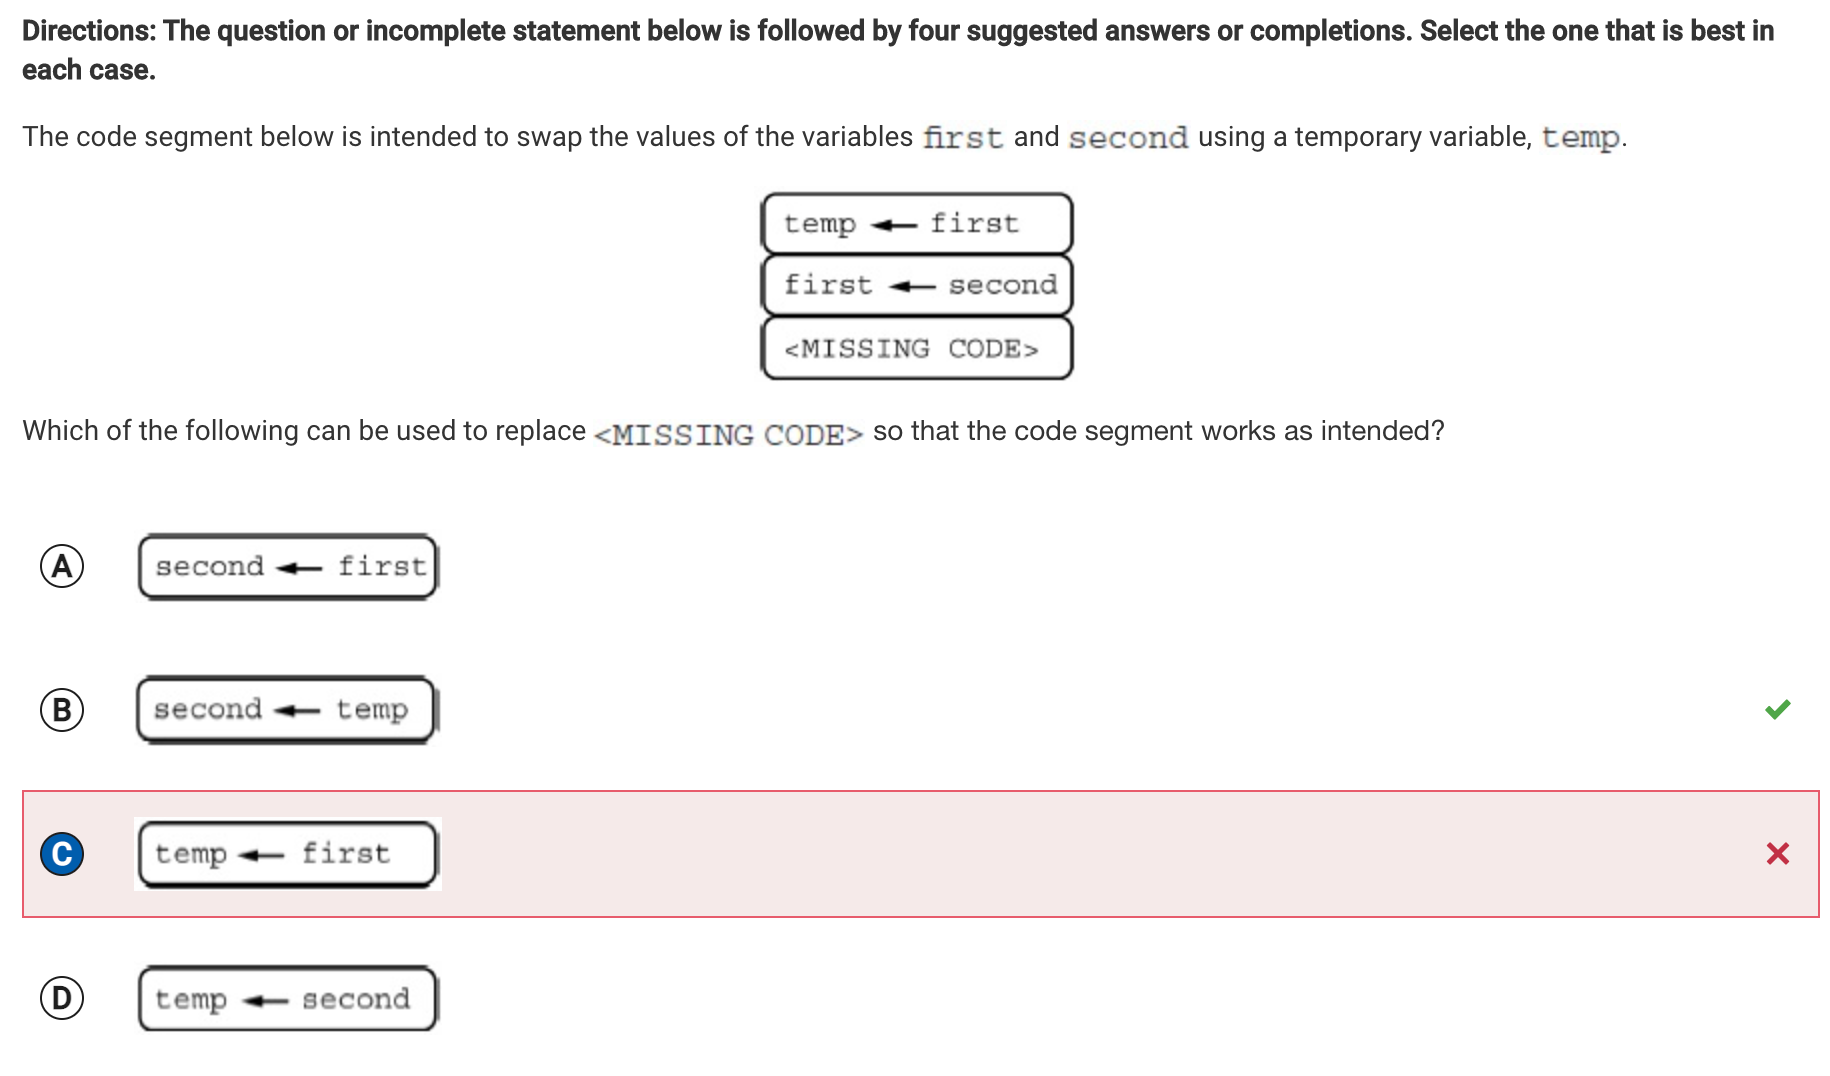 Directions: The question or incomplete statement below is followed by four suggested answers or completions. Select the one that is best in
each case.
The code segment below is intended to swap the values of the variables first and second using a temporary variable, temp.
temp ← first
first ← second
<MISSING CODE>
Which of the following can be used to replace <MISSING CODE> so that the code segment works as intended?
A second ← first
B second ← temp
C temp ← first
D temp ← second